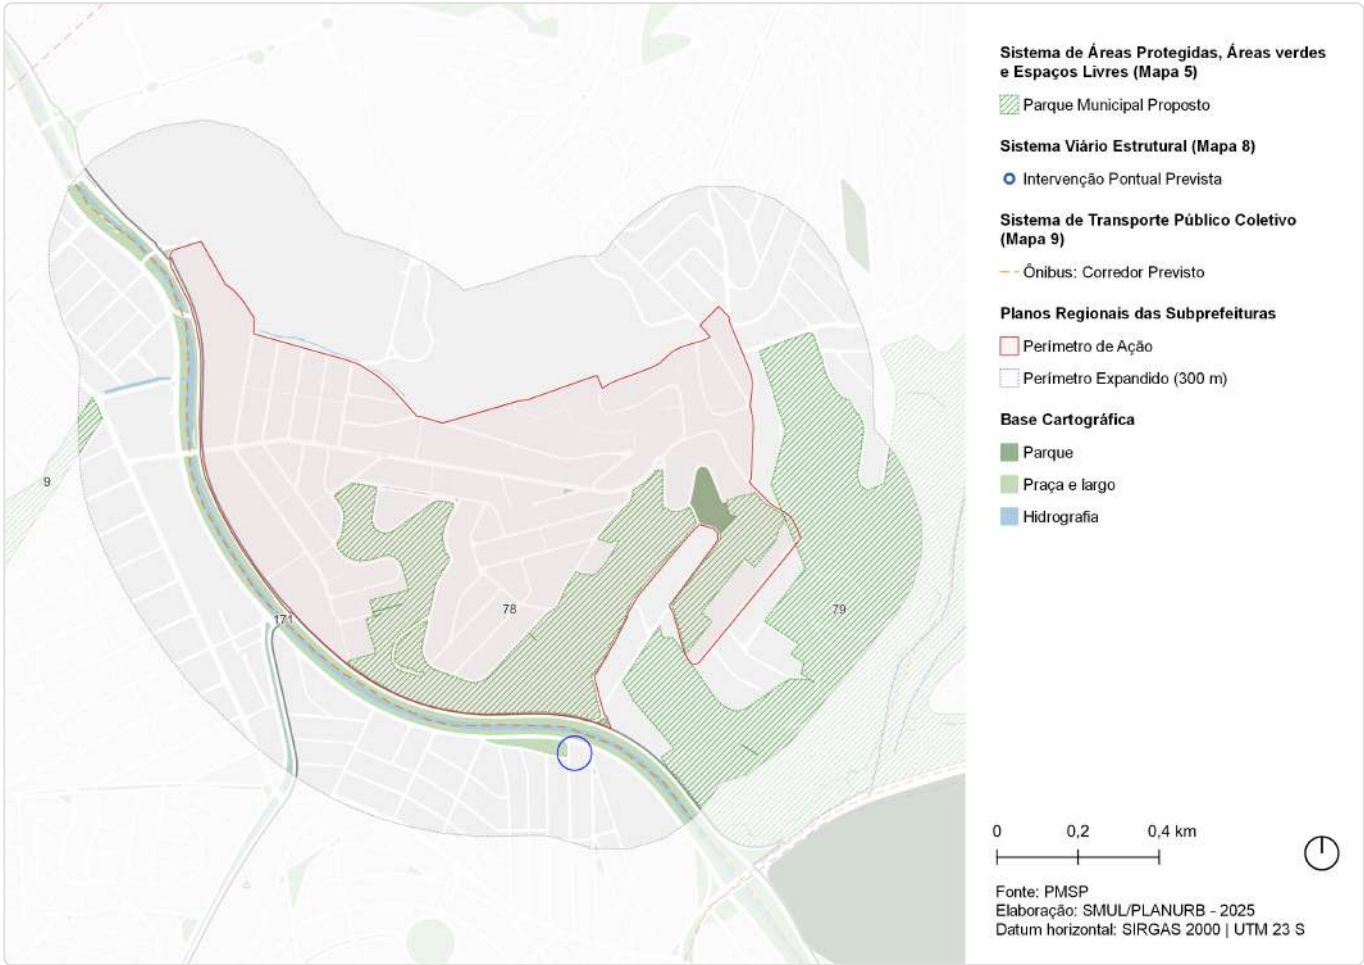 Sistema de Áreas Protegidas, Áreas verdes
e Espaços Livres (Mapa 5)
Parque Municipal Proposto
Sistema Viário Estrutural (Mapa 8)
Intervenção Pontual Prevista
Sistema de Transporte Público Coletivo
(Mapa 9)
Ônibus: Corredor Previsto
Planos Regionais das Subprefeituras
Perímetro de Ação
Perímetro Expandido (300 m)
Base Cartográfica
Parque
Praça e largo
Hidrografia
9
78
79
171
0 0,2 0,4 km
Fonte: PMSP
Elaboração: SMUL/PLANURB - 2025
Datum horizontal: SIRGAS 2000 | UTM 23 S